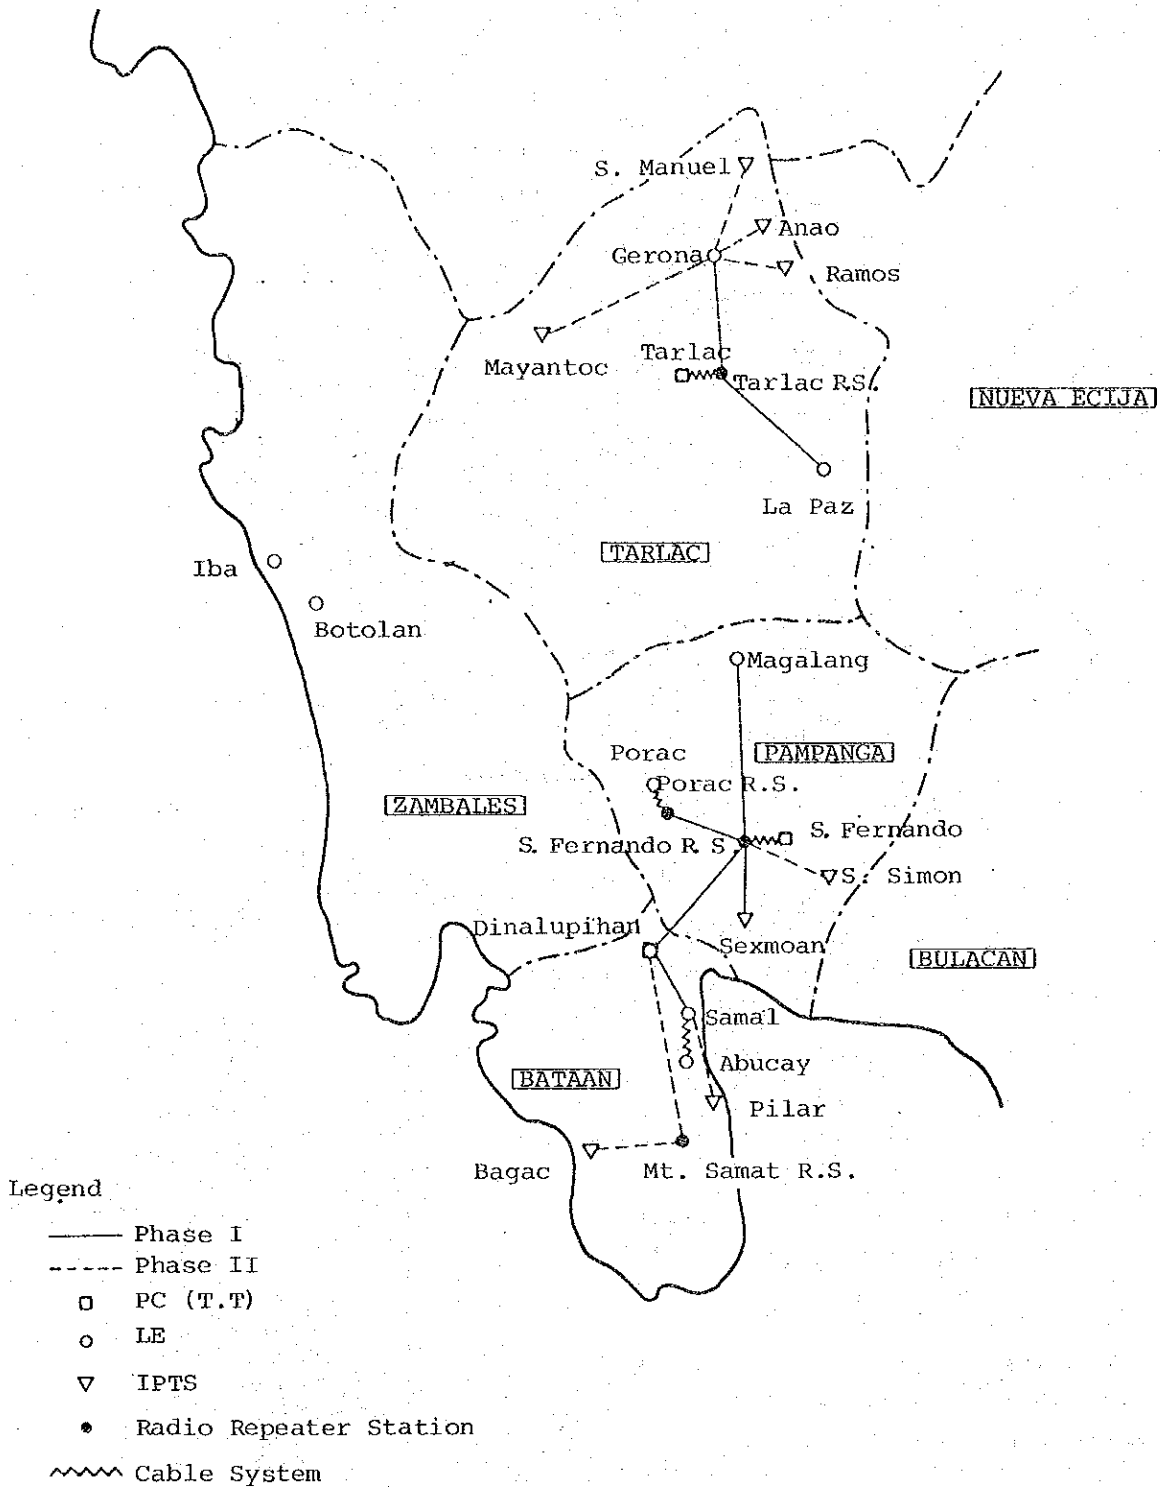 S. Manuel
Anao
Gerona
Ramos
Mayantoc
Tarlac
Tarlac R.S.
NUEVA ECIJA
La Paz
TARLAC
Iba
Botolan
Magalang
Porac
PAMPANGA
Porac R.S.
ZAMBALES
S. Fernando
S. Fernando R.S.
S. Simon
Dinalupihan
Sexmoan
BULACAN
Samal
Abucay
BATAAN
Pilar
Bagac
Mt. Samat R.S.
Legend
Phase I
Phase II
PC (T.T)
LE
IPTS
Radio Repeater Station
Cable System